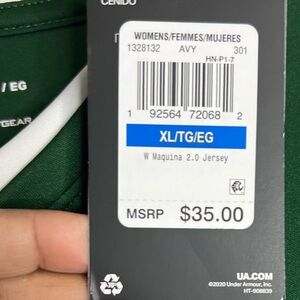 CEÑIDO
WOMENS/FEMMES/MUJERES
1328132 AVY 301
HN-P1-7
1 92564 72068 2
XL/TG/EG
W Maquina 2.0 Jersey
MSRP $35.00
UA.COM
©2020 Under Armour, Inc.
HT-908839
/ EG
GEAR